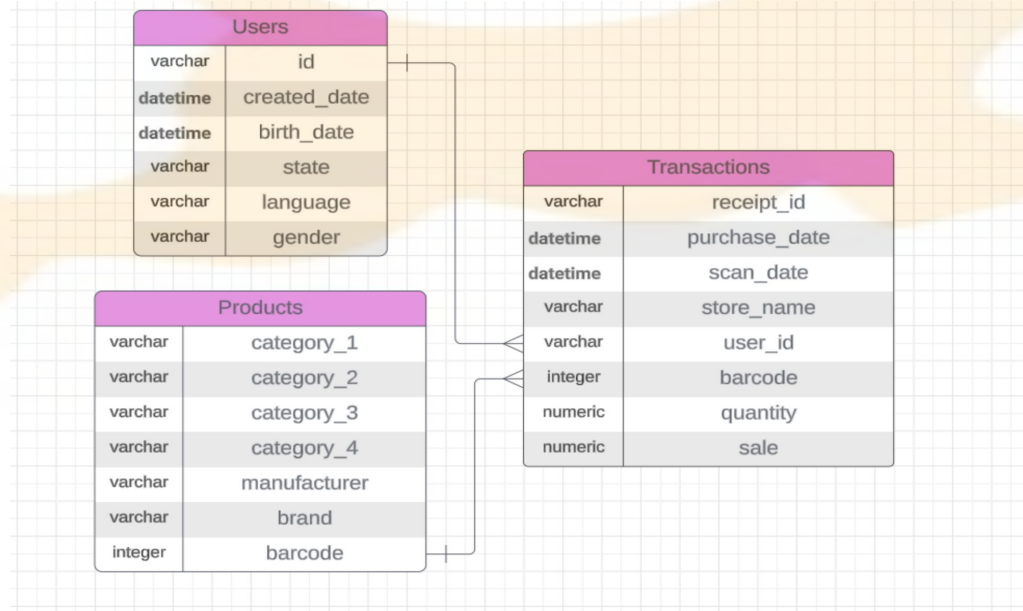 Users
varchar id
datetime created_date
datetime birth_date
varchar state
varchar language
varchar gender
Products
varchar category_1
varchar category_2
varchar category_3
varchar category_4
varchar manufacturer
varchar brand
integer barcode
Transactions
varchar receipt_id
datetime purchase_date
datetime scan_date
varchar store_name
varchar user_id
integer barcode
numeric quantity
numeric sale